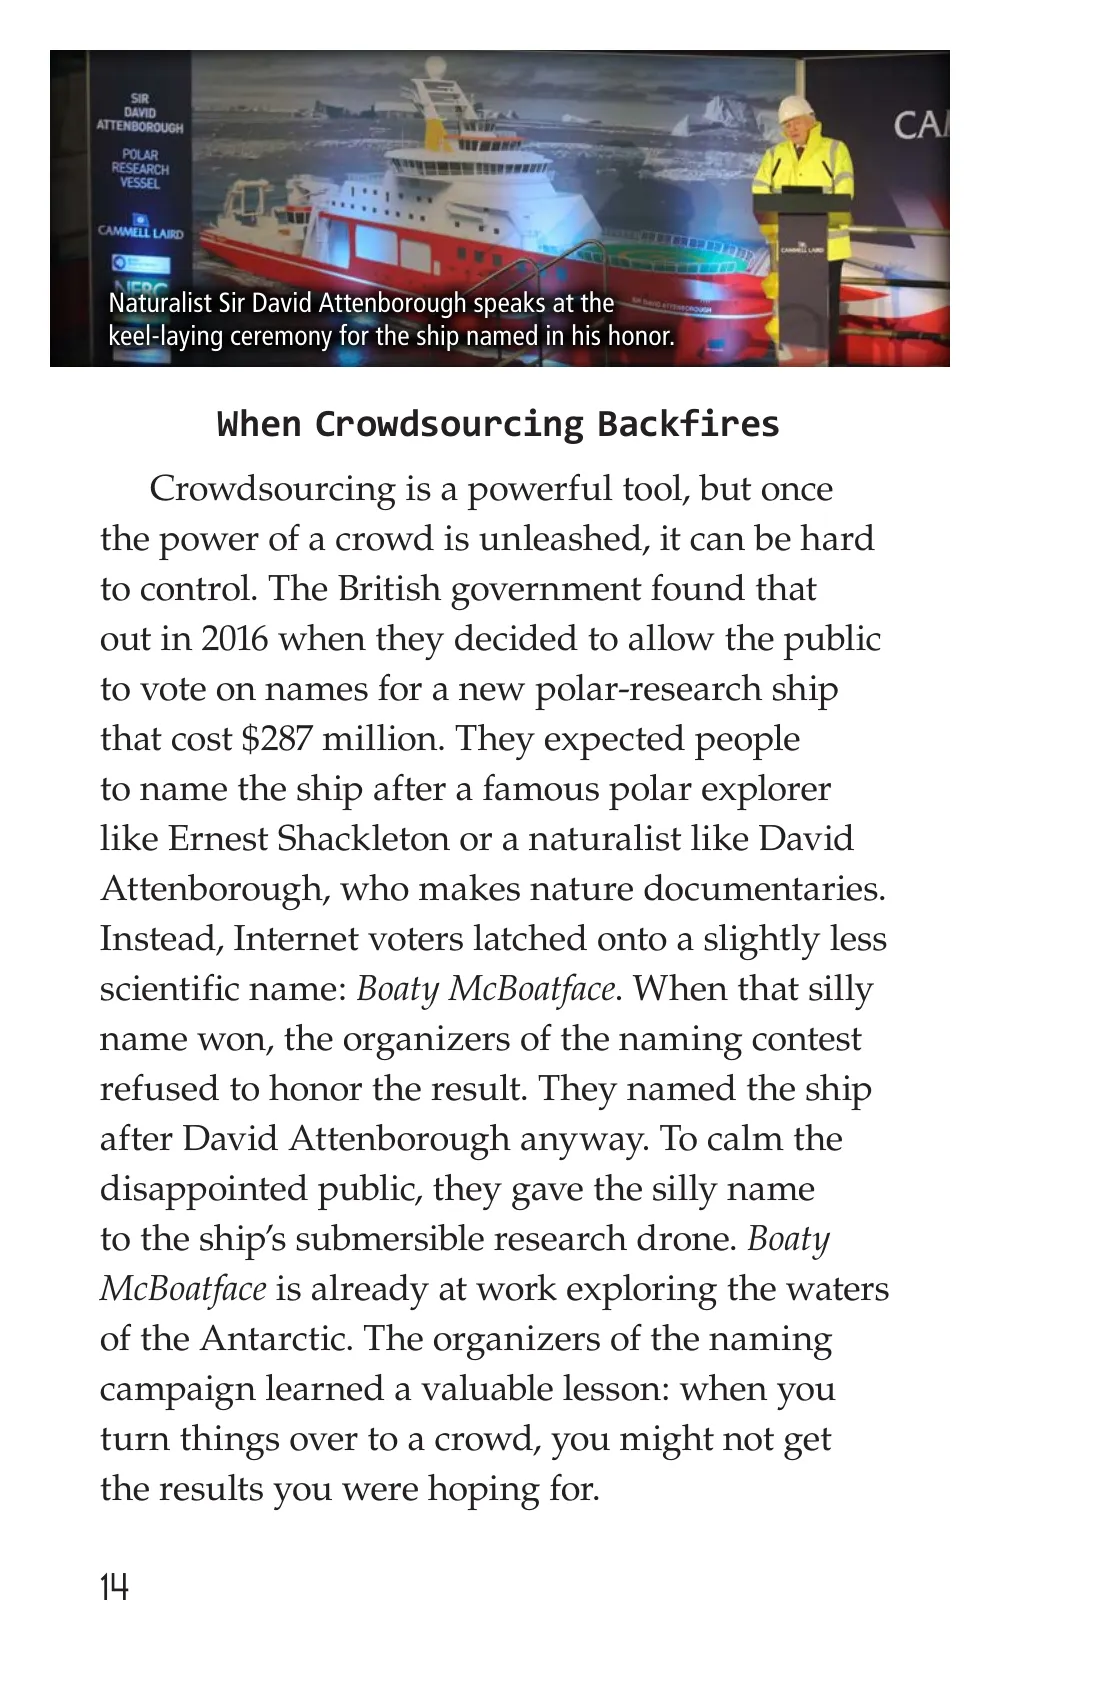 SIR
DAVID
ATTENBOROUGH
POLAR
RESEARCH
VESSEL
CAMMELL LAIRD
CAMMELL LAIRD
SIR DAVID ATTENBOROUGH
Naturalist Sir David Attenborough speaks at the
keel-laying ceremony for the ship named in his honor.
When Crowdsourcing Backfires
Crowdsourcing is a powerful tool, but once
the power of a crowd is unleashed, it can be hard
to control. The British government found that
out in 2016 when they decided to allow the public
to vote on names for a new polar-research ship
that cost $287 million. They expected people
to name the ship after a famous polar explorer
like Ernest Shackleton or a naturalist like David
Attenborough, who makes nature documentaries.
Instead, Internet voters latched onto a slightly less
scientific name: Boaty McBoatface. When that silly
name won, the organizers of the naming contest
refused to honor the result. They named the ship
after David Attenborough anyway. To calm the
disappointed public, they gave the silly name
to the ship’s submersible research drone. Boaty
McBoatface is already at work exploring the waters
of the Antarctic. The organizers of the naming
campaign learned a valuable lesson: when you
turn things over to a crowd, you might not get
the results you were hoping for.
14